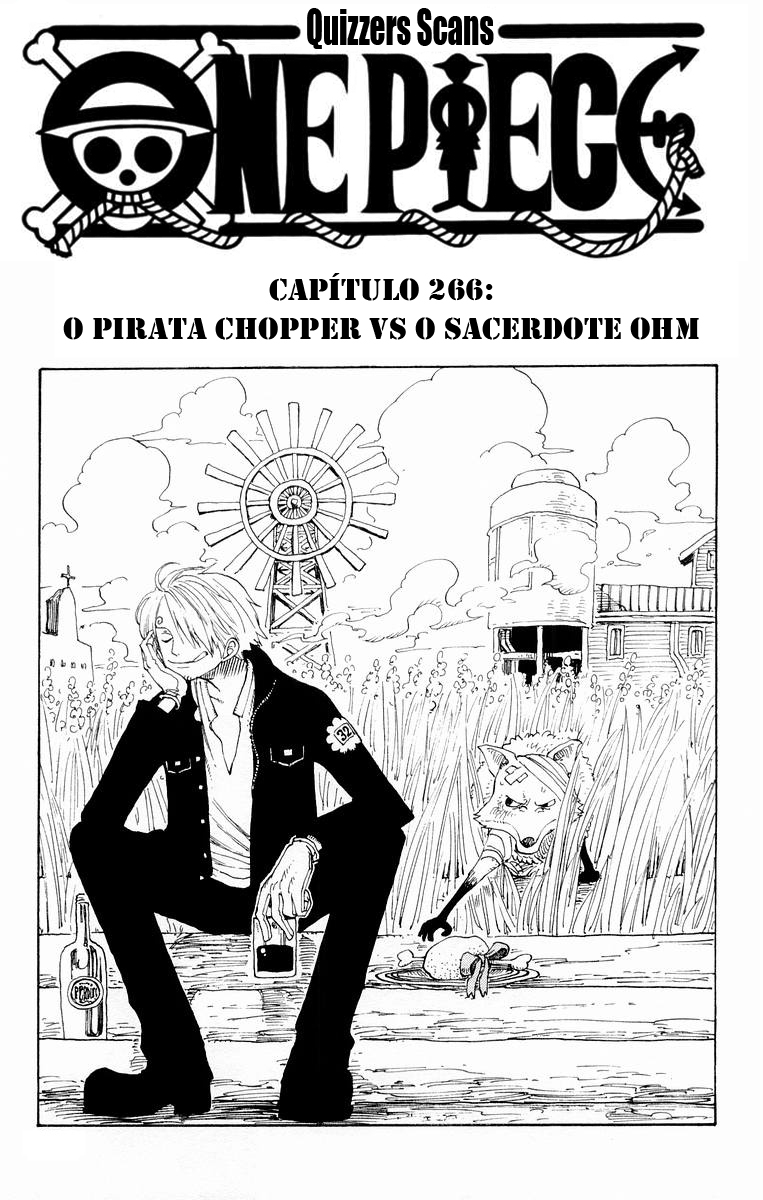 Quizzers Scans
ONE PIECE
CAPÍTULO 266:
O PIRATA CHOPPER VS O SACERDOTE OHM
32